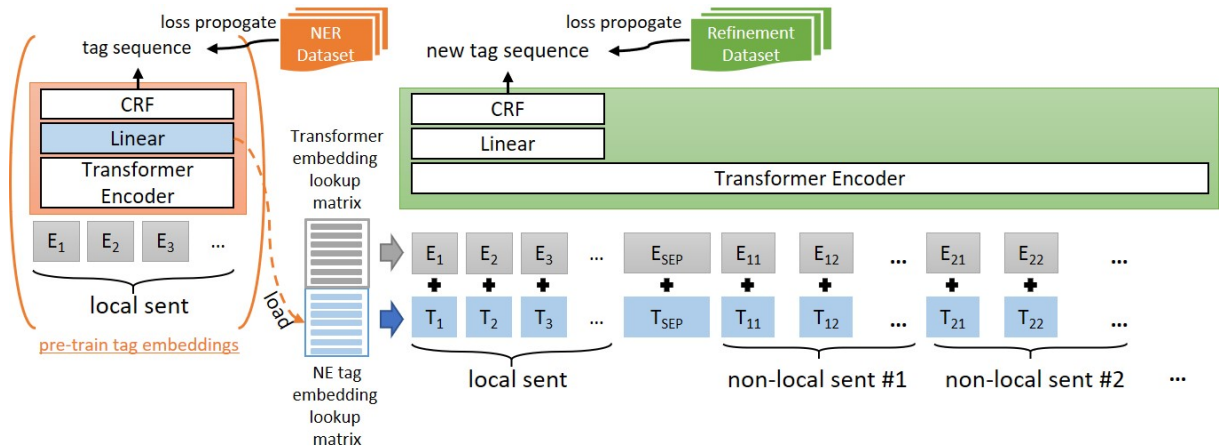 loss propogate
NER
Dataset
tag sequence
CRF
Linear
Transformer
Encoder
E1 E2 E3 ...
local sent
pre-train tag embeddings
load
Transformer
embedding
lookup
matrix
NE tag
embedding
lookup
matrix
loss propogate
Refinement
Dataset
new tag sequence
CRF
Linear
Transformer Encoder
E1 E2 E3 ... ESEP E11 E12 ... E21 E22 ...
+ + + + + + + +
T1 T2 T3 ... TSEP T11 T12 ... T21 T22 ...
local sent
non-local sent #1
non-local sent #2
...